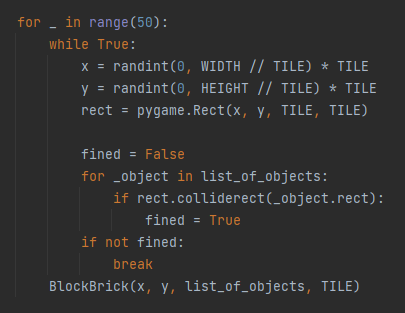 for _ in range(50):
    while True:
        x = randint(0, WIDTH // TILE) * TILE
        y = randint(0, HEIGHT // TILE) * TILE
        rect = pygame.Rect(x, y, TILE, TILE)

        fined = False
        for _object in list_of_objects:
            if rect.colliderect(_object.rect):
                fined = True
        if not fined:
            break
    BlockBrick(x, y, list_of_objects, TILE)